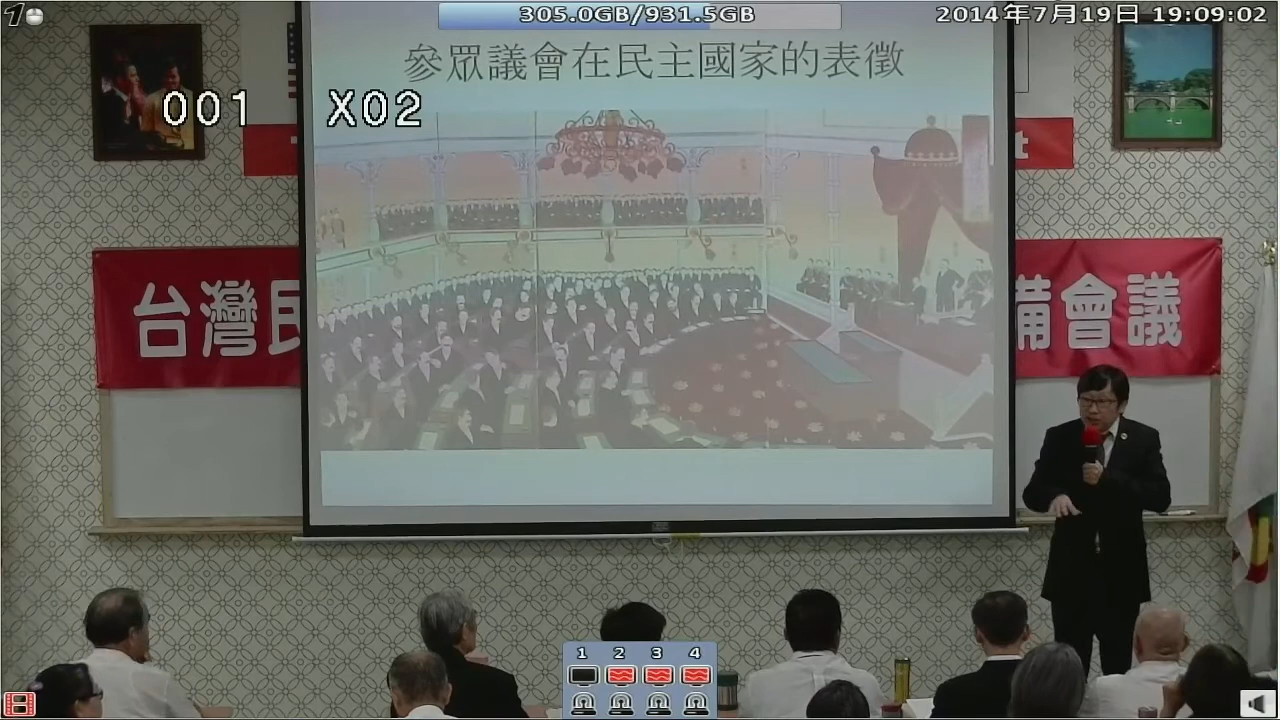 1
305.0GB/931.5GB
2014年7月19日 19:09:02
參眾議會在民主國家的表徵
001 X02
t
台灣民
備會議
1 2 3 4